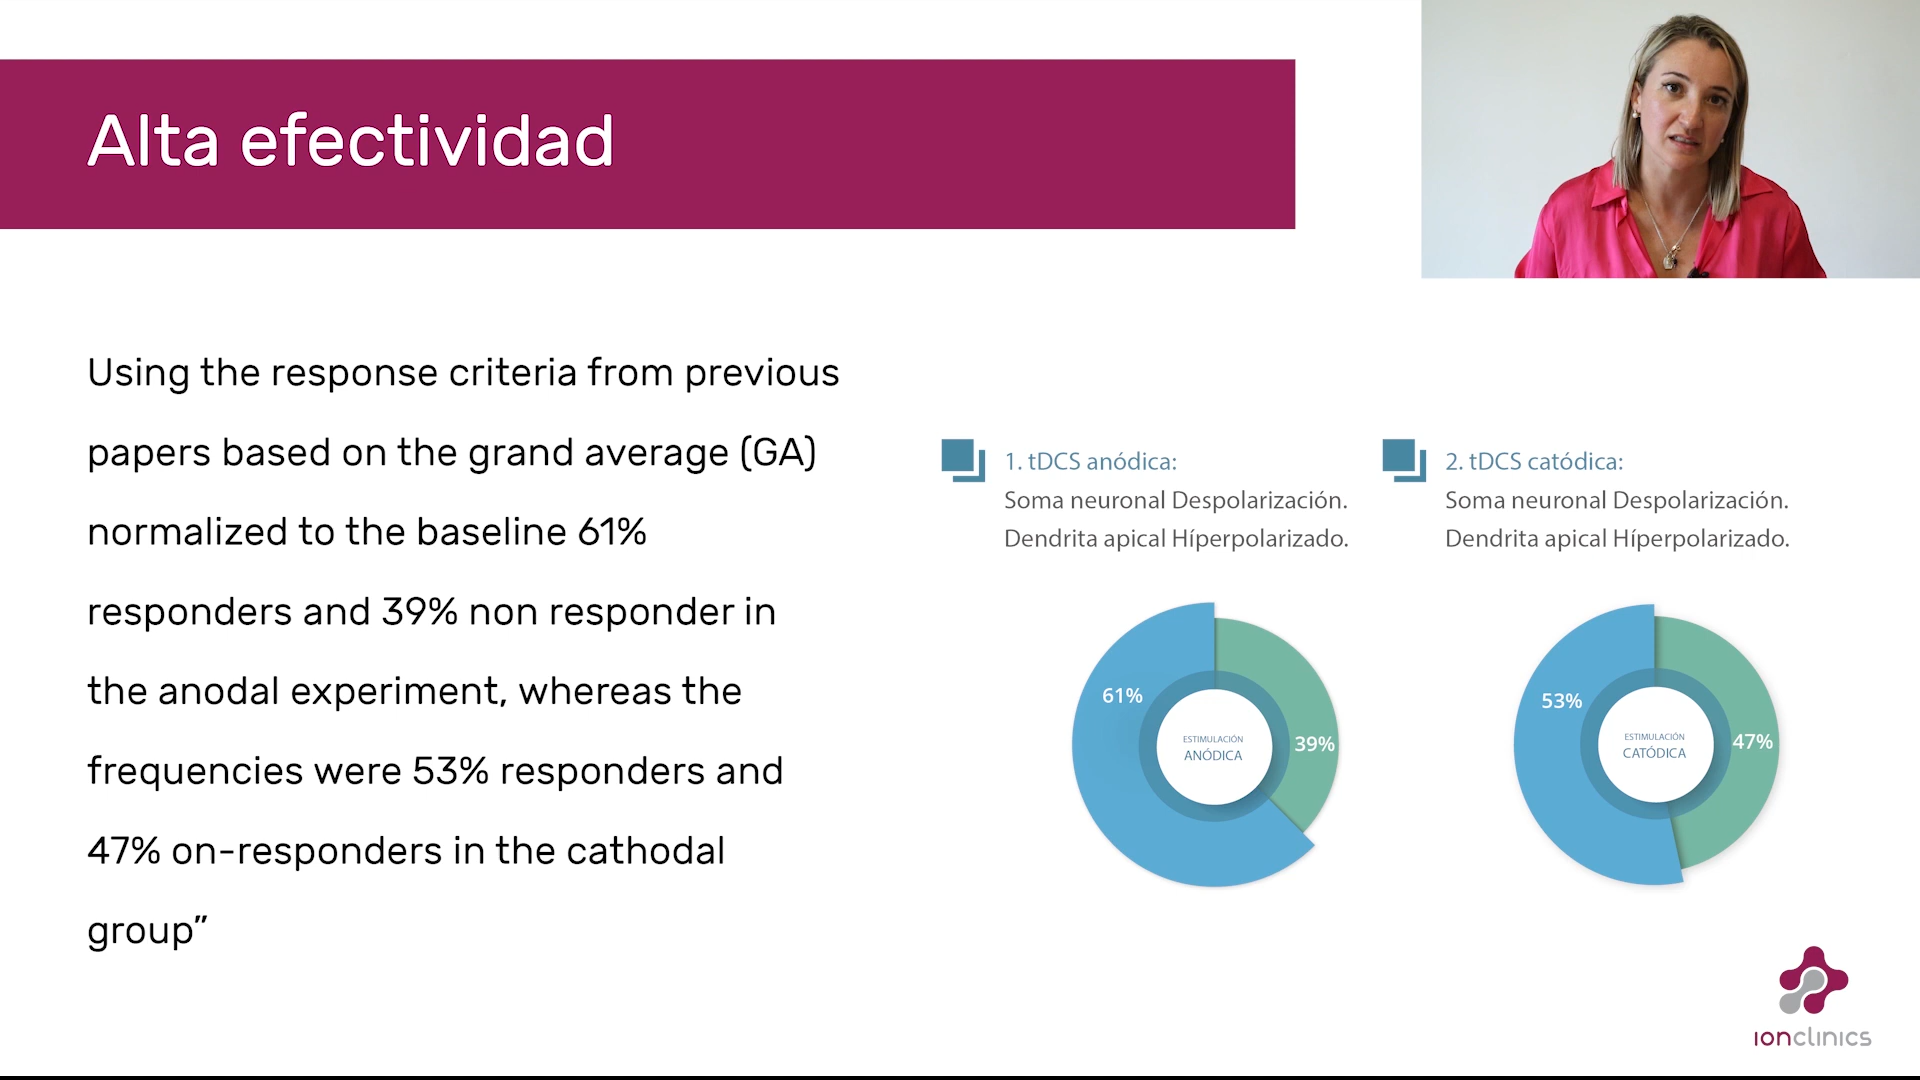 Alta efectividad
Using the response criteria from previous
papers based on the grand average (GA)
normalized to the baseline 61%
responders and 39% non responder in
the anodal experiment, whereas the
frequencies were 53% responders and
47% on-responders in the cathodal
group”
1. tDCS anódica:
Soma neuronal Despolarización.
Dendrita apical Híperpolarizado.
61%
39%
ESTIMULACIÓN
ANÓDICA
2. tDCS catódica:
Soma neuronal Despolarización.
Dendrita apical Híperpolarizado.
53%
47%
ESTIMULACIÓN
CATÓDICA
ionclinics